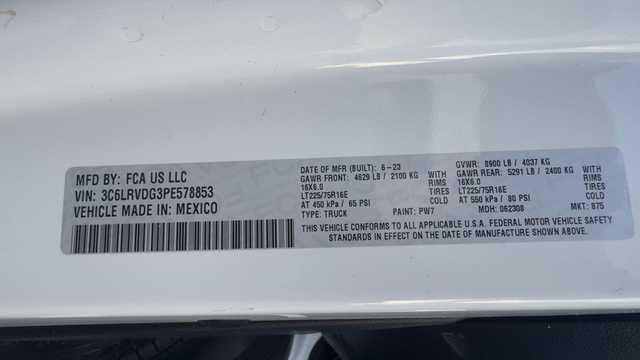 MFD BY: FCA US LLC
VIN: 3C6LRVDG3PE578853
VEHICLE MADE IN: MEXICO
DATE OF MFR (BUILT): 6-23
GAWR FRONT: 4629 LB / 2100 KG
16X6.0 RIMS
LT225/75R16E TIRES
AT 450 kPa / 65 PSI COLD
TYPE: TRUCK
GVWR: 8900 LB / 4037 KG
GAWR REAR: 5291 LB / 2400 KG
16X6.0 RIMS
LT225/75R16E TIRES
AT 550 kPa / 80 PSI COLD
PAINT: PW7 MDH: 062308 MKT: 875
THIS VEHICLE CONFORMS TO ALL APPLICABLE U.S.A. FEDERAL MOTOR VEHICLE SAFETY
STANDARDS IN EFFECT ON THE DATE OF MANUFACTURE SHOWN ABOVE.